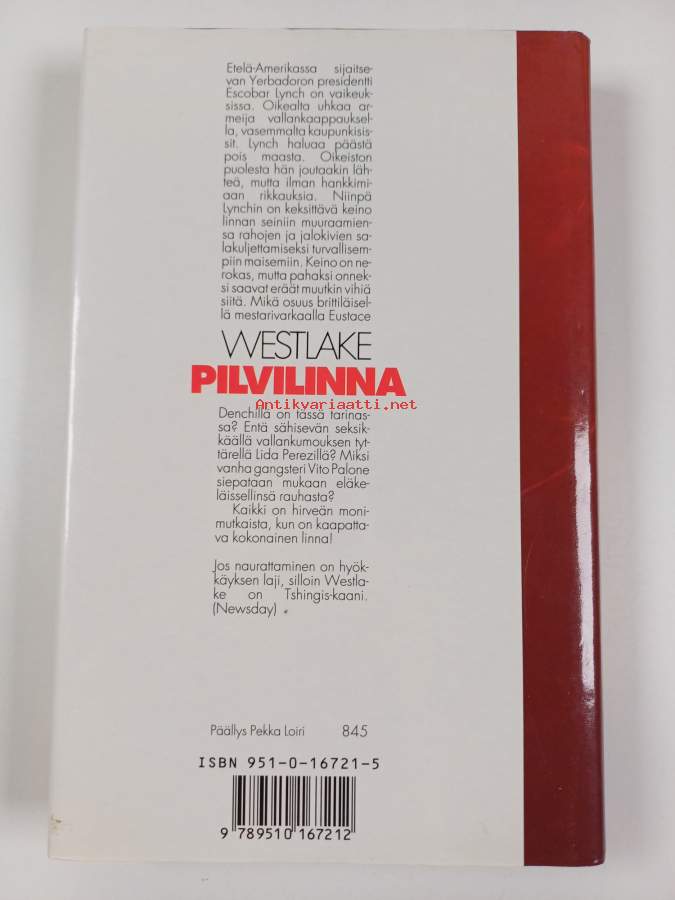 Etelä-Amerikassa sijaitse-
van Yerbadoron presidentti
Escobar Lynch on vaikeuk-
sissa. Oikealta uhkaa ar-
meija vallankaappauksel-
la, vasemmalta kaupunkisis-
sit. Lynch haluaa päästä
pois maasta. Oikeiston
puolesta hän joutaakin läh-
teä, mutta ilman hankkimi-
aan rikkauksia. Niinpä
Lynchin on keksittävä keino
linnan seiniin muuraamien-
sa rahojen ja jalokivien sa-
lakuljettamiseksi turvallisem-
piin maisemiin. Keino on ne-
rokas, mutta pahaksi onnek-
si saavat eräät muutkin vihiä
siitä. Mikä osuus brittiläisel-
lä mestarivarkaalla Eustace
WESTLAKE
PILVILINNA
Antikvariaatti.net
Denchillä on tässä tarinas-
sa? Entä sähisevän seksik-
käällä vallankumouksen tyt-
tärellä Lida Perezillä? Miksi
vanha gangsteri Vito Palone
siepataan mukaan eläke-
läissellinsä rauhasta?
Kaikki on hirveän moni-
mutkaista, kun on kaapatta-
va kokonainen linna!
Jos naurattaminen on hyök-
käyksen laji, silloin Westla-
ke on Tshingis-kaani.
(Newsday)
Päällys Pekka Loiri 845
ISBN 951-0-16721-5
9 789510 167212